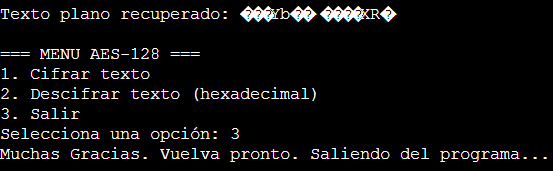 Texto plano recuperado: ���Yb�� ����XR�
=== MENU AES-128 ===
1. Cifrar texto
2. Descifrar texto (hexadecimal)
3. Salir
Selecciona una opción: 3
Muchas Gracias. Vuelva pronto. Saliendo del programa...